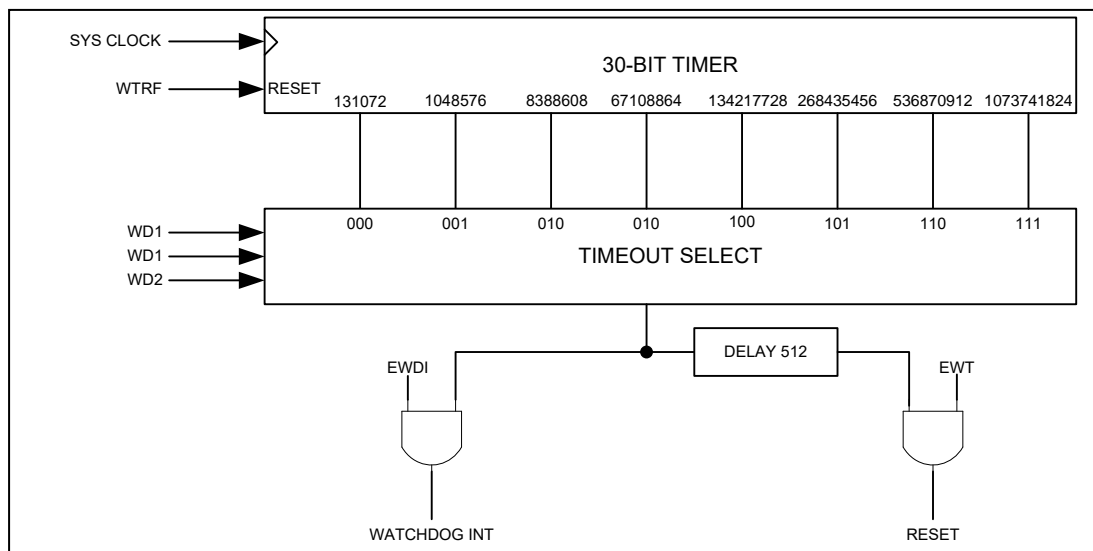 SYS CLOCK
30-BIT TIMER
WTRF
RESET
131072 1048576 8388608 67108864 134217728 268435456 536870912 1073741824
000 001 010 010 100 101 110 111
WD1
TIMEOUT SELECT
WD1
WD2
DELAY 512
EWDI
EWT
WATCHDOG INT
RESET